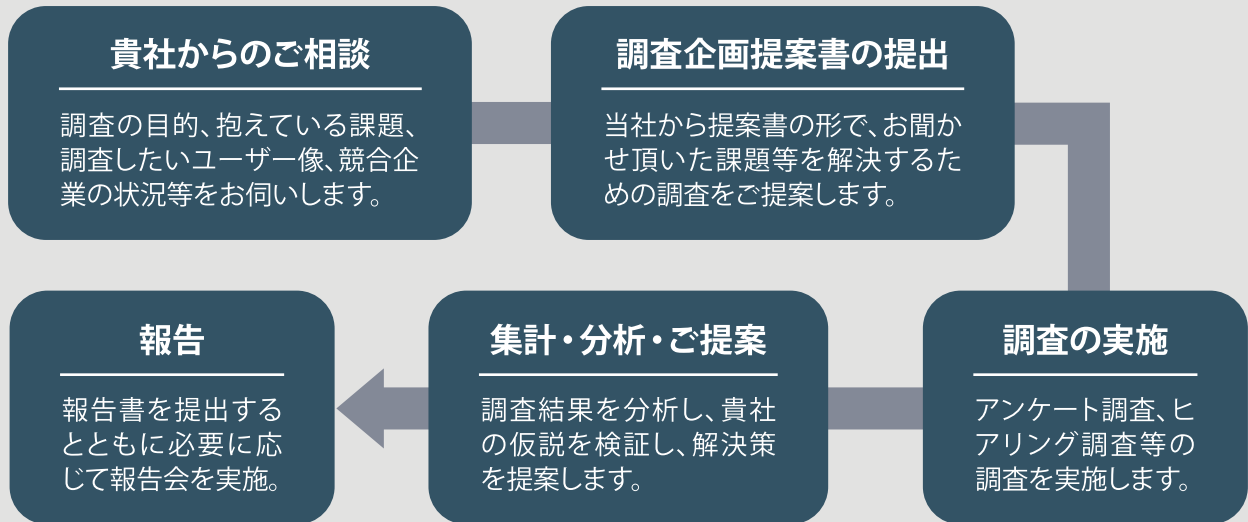 貴社からのご相談
調査の目的、抱えている課題、
調査したいユーザー像、競合企
業の状況等をお伺いします。
調査企画提案書の提出
当社から提案書の形で、お聞か
せ頂いた課題等を解決するた
めの調査をご提案します。
調査の実施
アンケート調査、ヒ
アリング調査等の
調査を実施します。
集計・分析・ご提案
調査結果を分析し、貴社
の仮説を検証し、解決策
を提案します。
報告
報告書を提出する
とともに必要に応
じて報告会を実施。